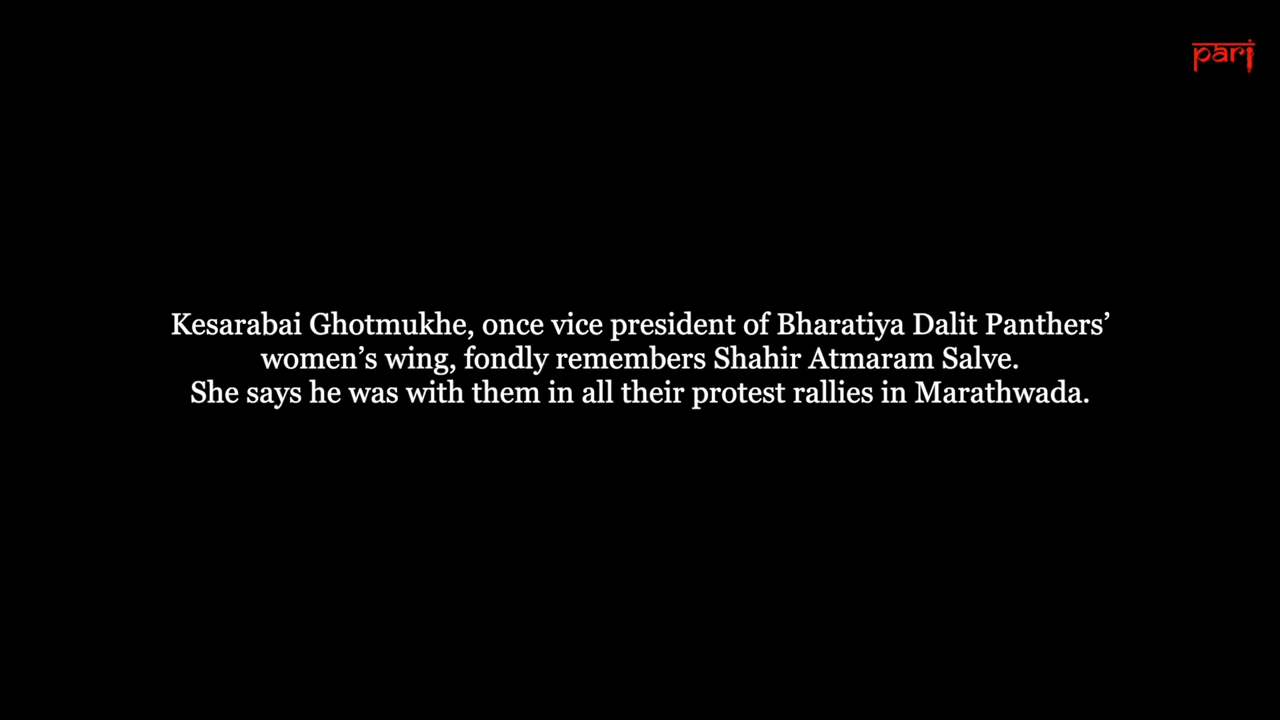 pari
Kesarabai Ghotmukhe, once vice president of Bharatiya Dalit Panthers’
women’s wing, fondly remembers Shahir Atmaram Salve.
She says he was with them in all their protest rallies in Marathwada.